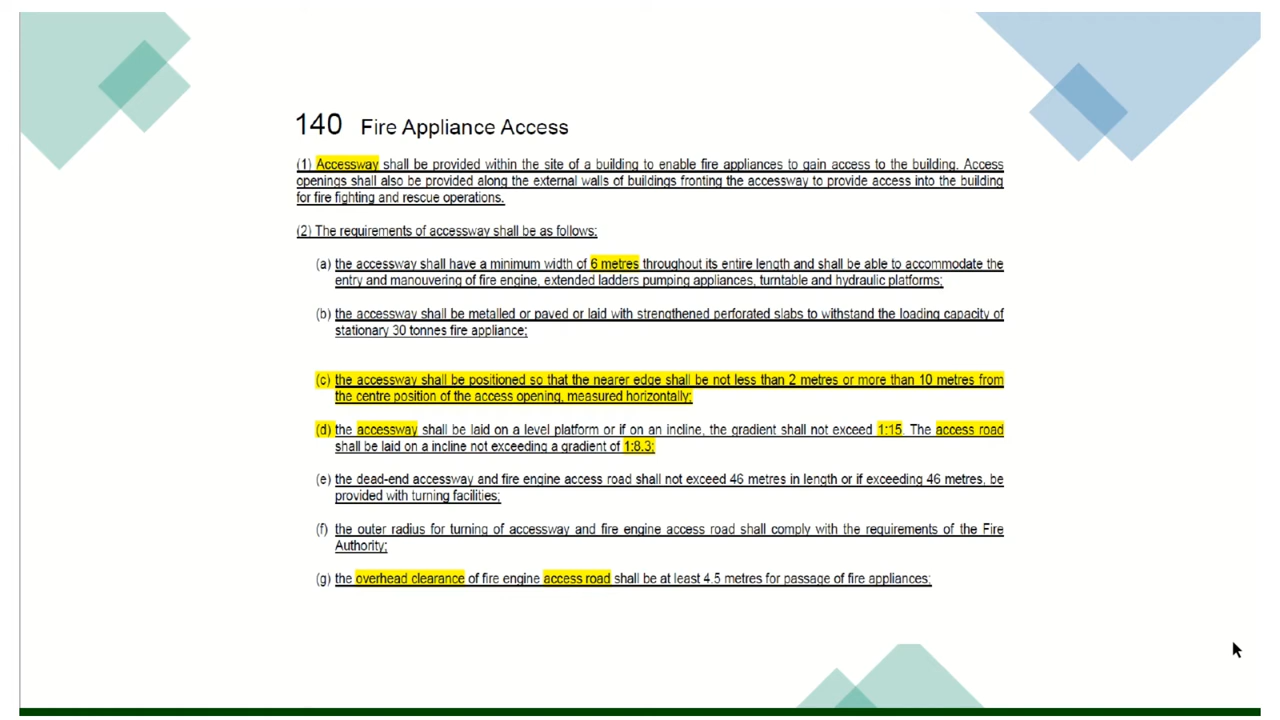 140 Fire Appliance Access
(1) Accessway shall be provided within the site of a building to enable fire appliances to gain access to the building. Access
openings shall also be provided along the external walls of buildings fronting the accessway to provide access into the building
for fire fighting and rescue operations.
(2) The requirements of accessway shall be as follows:
(a) the accessway shall have a minimum width of 6 metres throughout its entire length and shall be able to accommodate the
entry and manouvering of fire engine, extended ladders pumping appliances, turntable and hydraulic platforms;
(b) the accessway shall be metalled or paved or laid with strengthened perforated slabs to withstand the loading capacity of
stationary 30 tonnes fire appliance;
(c) the accessway shall be positioned so that the nearer edge shall be not less than 2 metres or more than 10 metres from
the centre position of the access opening, measured horizontally;
(d) the accessway shall be laid on a level platform or if on an incline, the gradient shall not exceed 1:15. The access road
shall be laid on a incline not exceeding a gradient of 1:8.3;
(e) the dead-end accessway and fire engine access road shall not exceed 46 metres in length or if exceeding 46 metres, be
provided with turning facilities;
(f) the outer radius for turning of accessway and fire engine access road shall comply with the requirements of the Fire
Authority;
(g) the overhead clearance of fire engine access road shall be at least 4.5 metres for passage of fire appliances;